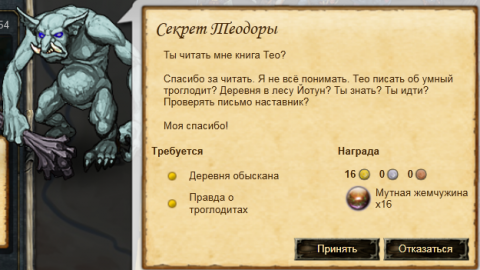 54
Секрет Теодоры
Ты читать мне книга Тео?
Спасибо за читать. Я не всё понимать. Тео писать об умный
троглодит? Деревня в лесу Йотун? Ты знать? Ты идти?
Проверять письмо наставник?
Моя спасибо!
Требуется
Награда
Деревня обыскана
16 0 0
Правда о
троглодитах
Мутная жемчужина
x16
Принять
Отказаться